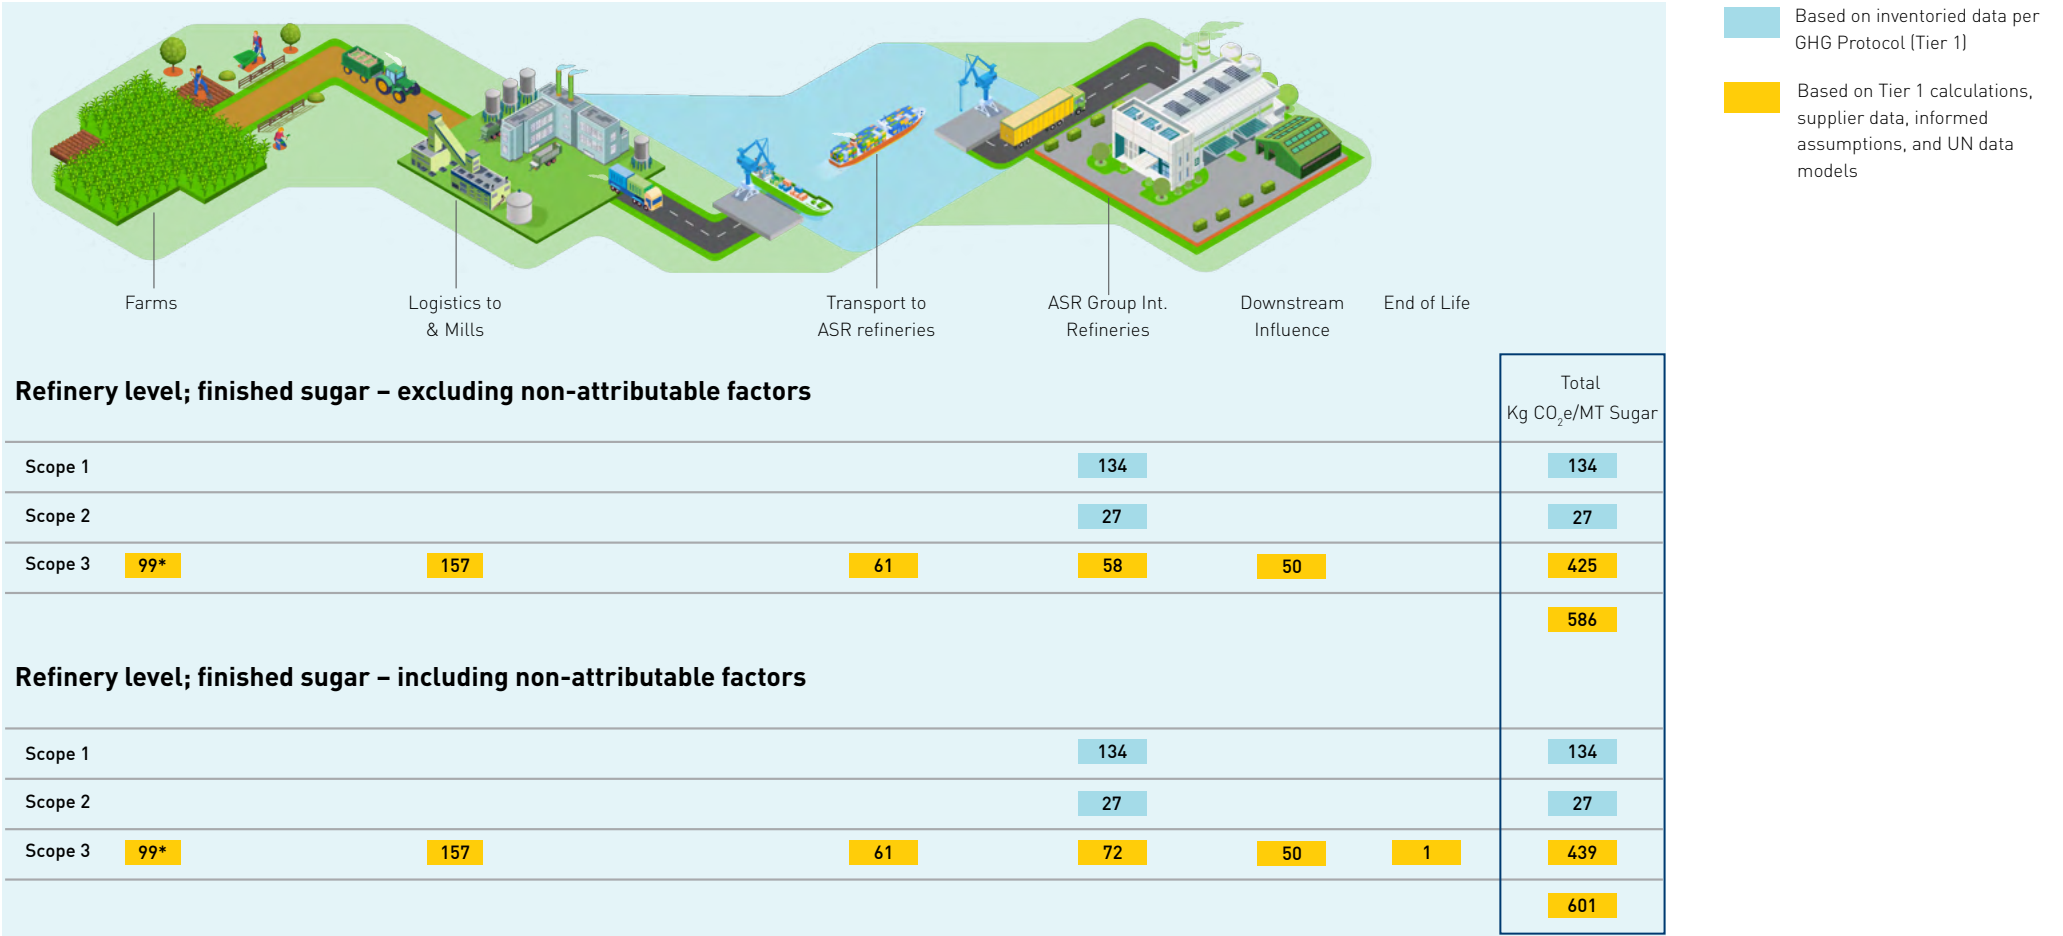 Based on inventoried data per
GHG Protocol (Tier 1)
Based on Tier 1 calculations,
supplier data, informed
assumptions, and UN data
models
Farms
Logistics to
& Mills
Transport to
ASR refineries
ASR Group Int.
Refineries
Downstream
Influence
End of Life
Refinery level; finished sugar – excluding non-attributable factors
Total
Kg CO₂e/MT Sugar
Scope 1 134 134
Scope 2 27 27
Scope 3 99* 157 61 58 50 425
586
Refinery level; finished sugar – including non-attributable factors
Scope 1 134 134
Scope 2 27 27
Scope 3 99* 157 61 72 50 1 439
601